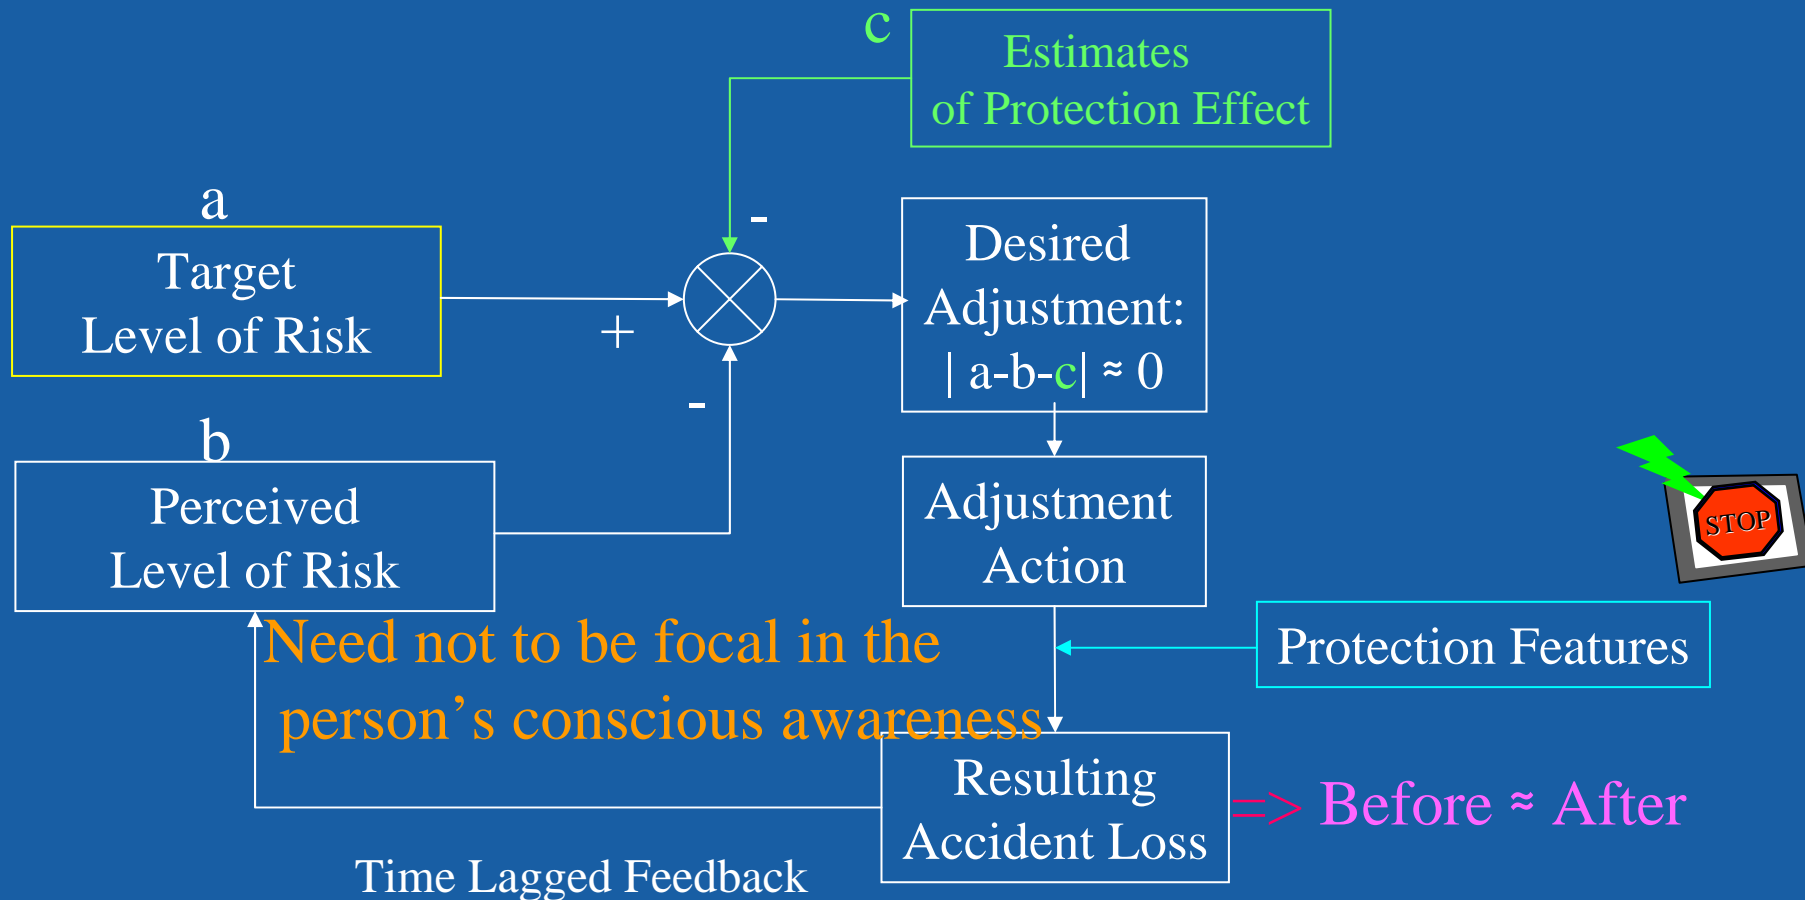 c
Estimates
of Protection Effect
a
Target
Level of Risk
-
+
Desired
Adjustment:
| a-b-c| ≈ 0
-
b
Perceived
Level of Risk
Adjustment
Action
STOP
Need not to be focal in the
person’s conscious awareness
Protection Features
Resulting
Accident Loss
=> Before ≈ After
Time Lagged Feedback